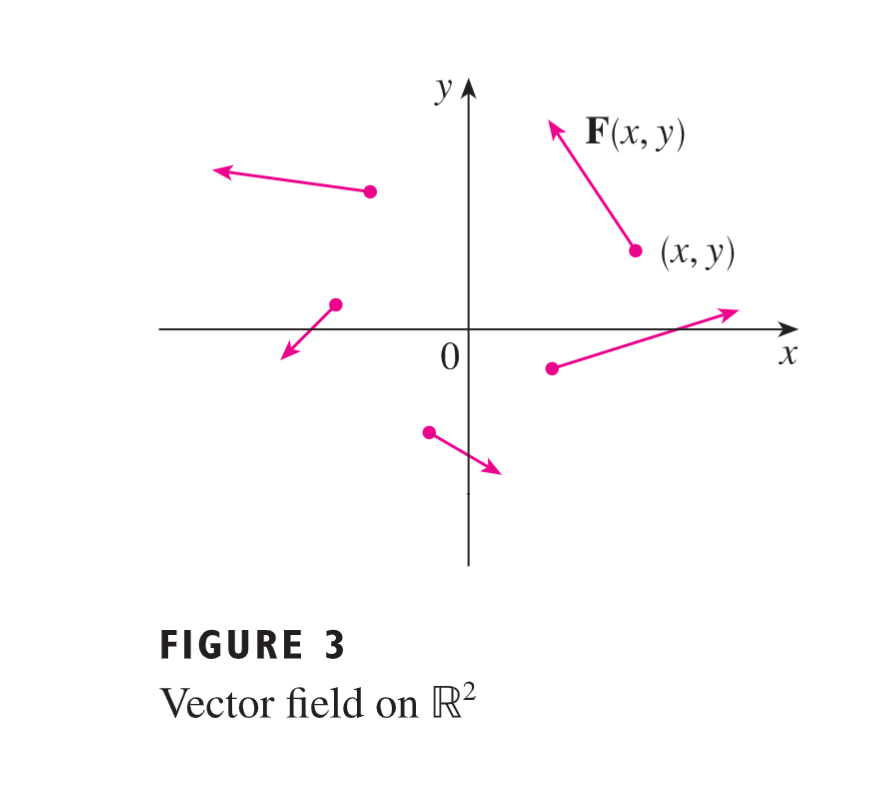 y
F(x, y)
(x, y)
0
x
FIGURE 3
Vector field on ℝ²